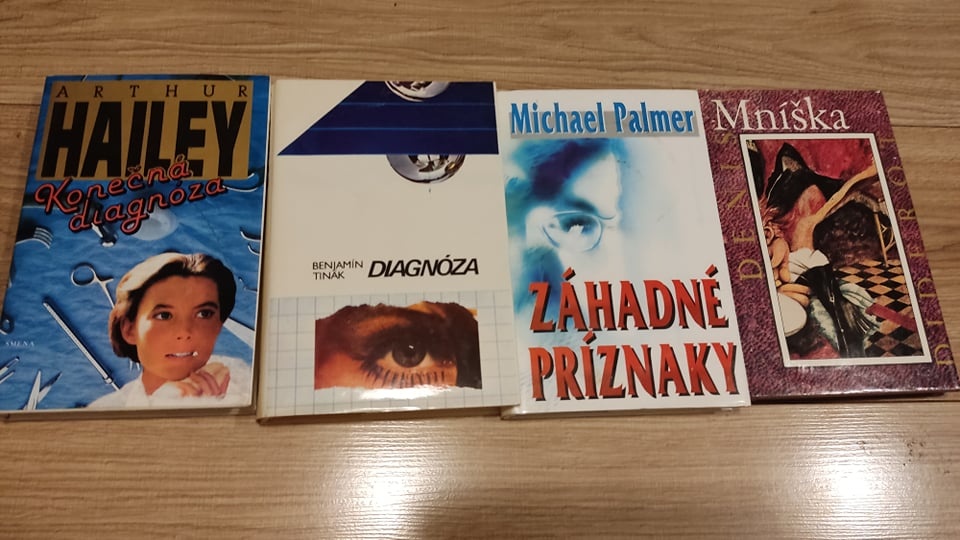 ARTHUR
HAILEY
Konečná
diagnóza
SMENA
BENJAMÍN
TINÁK
DIAGNÓZA
Michael Palmer
ZÁHADNÉ
PRÍZNAKY
Mníška
DENIS
DIDEROT